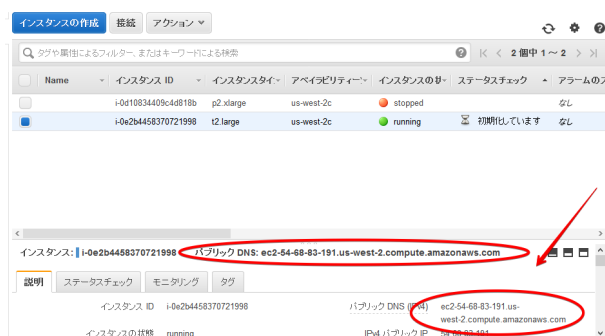 インスタンスの作成 接続 アクション
タグや属性によるフィルター、またはキーワードによる検索 2 個中 1 ~ 2
Name インスタンス ID インスタンスタイ アベイラビリティー インスタンスの ステータスチェック アラームのス
i-0d10834409c4d818b p2.xlarge us-west-2c stopped なし
i-0e2b4458370721998 t2.large us-west-2c running 初期化しています なし
インスタンス: i-0e2b4458370721998 パブリック DNS: ec2-54-68-83-191.us-west-2.compute.amazonaws.com
説明 ステータスチェック モニタリング タグ
インスタンス ID i-0e2b4458370721998 パブリック DNS (IPv4) ec2-54-68-83-191.us-
west-2.compute.amazonaws.com
インスタンスの状態 running IPv4 パブリック IP 54.68.83.191